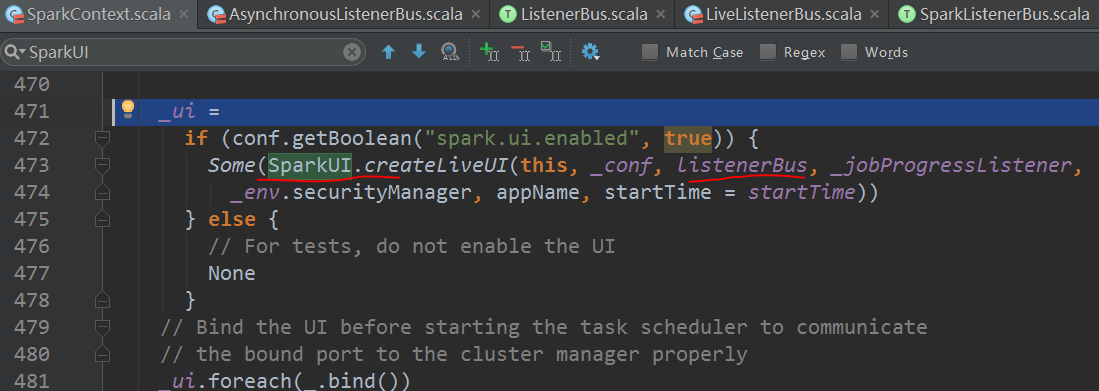 SparkContext.scala × AsynchronousListenerBus.scala × ListenerBus.scala × LiveListenerBus.scala × SparkListenerBus.scala
SparkUI Match Case Regex Words
470
471 _ui =
472 if (conf.getBoolean("spark.ui.enabled", true)) {
473 Some(SparkUI.createLiveUI(this, _conf, listenerBus, _jobProgressListener,
474 _env.securityManager, appName, startTime = startTime))
475 } else {
476 // For tests, do not enable the UI
477 None
478 }
479 // Bind the UI before starting the task scheduler to communicate
480 // the bound port to the cluster manager properly
481 _ui.foreach(_.bind())